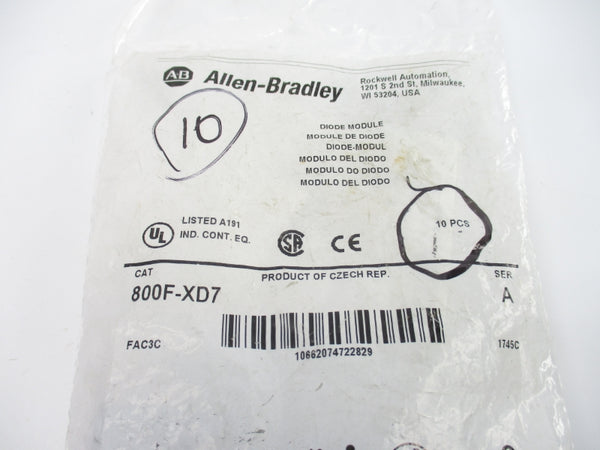 AB Allen-Bradley
Rockwell Automation,
1201 S 2nd St, Milwaukee,
WI 53204, USA
10
DIODE MODULE
MODULE DE DIODE
DIODE-MODUL
MODULO DEL DIODO
MODULO DO DIODO
MODULO DEL DIODO
UL
LISTED A191
IND. CONT. EQ.
SA
CE
10 PCS
CAT
PRODUCT OF CZECH REP.
SER
800F-XD7
A
FAC3C
10662074722829
1745C